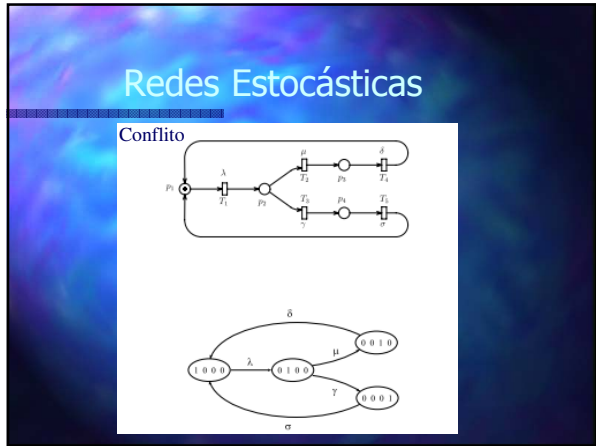 Redes Estocásticas
Conflito
μ δ
λ
T₂ p₃ T₄
p₁
T₁ p₂ T₃ p₄ T₅
γ σ
δ
0 0 1 0
μ
λ
1 0 0 0 0 1 0 0
γ
0 0 0 1
σ